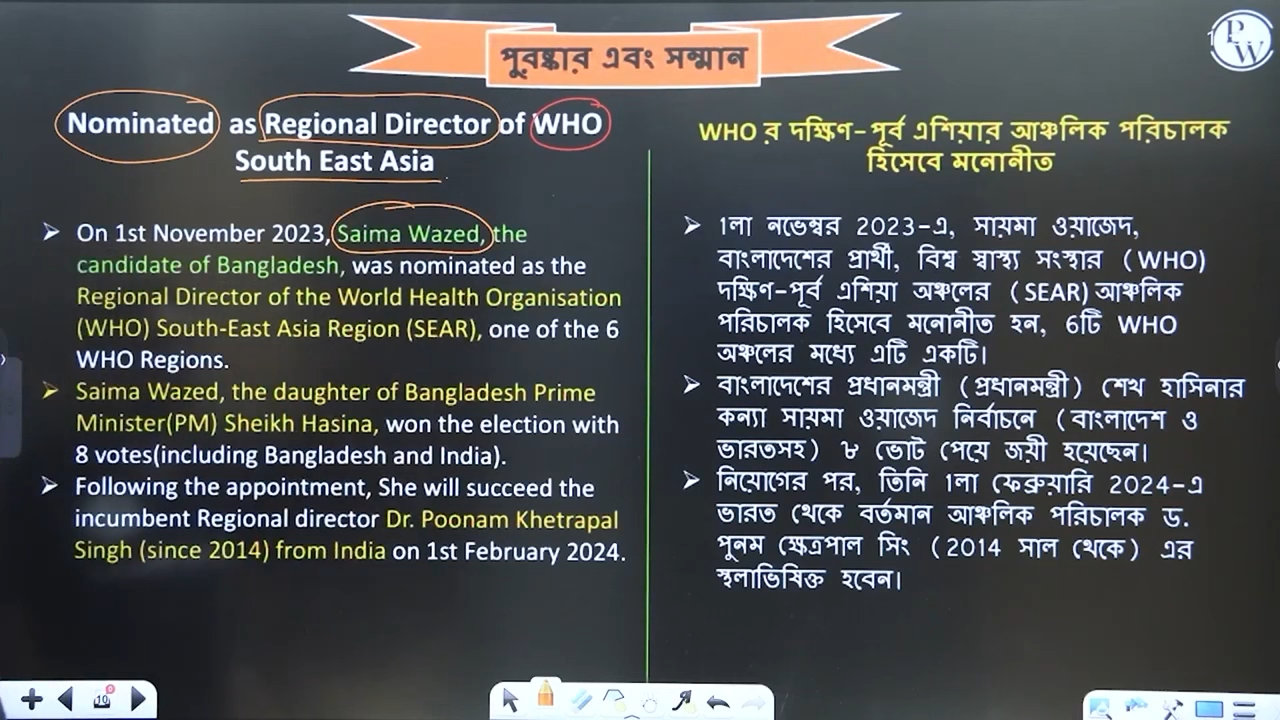 পুরষ্কার এবং সম্মান
PW
Nominated as Regional Director of WHO
South East Asia
➢ On 1st November 2023, Saima Wazed, the
candidate of Bangladesh, was nominated as the
Regional Director of the World Health Organisation
(WHO) South-East Asia Region (SEAR), one of the 6
WHO Regions.
➢ Saima Wazed, the daughter of Bangladesh Prime
Minister(PM) Sheikh Hasina, won the election with
8 votes(including Bangladesh and India).
➢ Following the appointment, She will succeed the
incumbent Regional director Dr. Poonam Khetrapal
Singh (since 2014) from India on 1st February 2024.
WHO র দক্ষিণ-পূর্ব এশিয়ার আঞ্চলিক পরিচালক
হিসেবে মনোনীত
➢ 1লা নভেম্বর 2023-এ, সায়মা ওয়াজেদ,
বাংলাদেশের প্রার্থী, বিশ্ব স্বাস্থ্য সংস্থার (WHO)
দক্ষিণ-পূর্ব এশিয়া অঞ্চলের (SEAR) আঞ্চলিক
পরিচালক হিসেবে মনোনীত হন, 6টি WHO
অঞ্চলের মধ্যে এটি একটি।
➢ বাংলাদেশের প্রধানমন্ত্রী (প্রধানমন্ত্রী) শেখ হাসিনার
কন্যা সায়মা ওয়াজেদ নির্বাচনে (বাংলাদেশ ও
ভারতসহ) ৮ ভোট পেয়ে জয়ী হয়েছেন।
➢ নিয়োগের পর, তিনি 1লা ফেব্রুয়ারি 2024-এ
ভারত থেকে বর্তমান আঞ্চলিক পরিচালক ড.
পুনম ক্ষেত্রপাল সিং (2014 সাল থেকে) এর
স্থলাভিষিক্ত হবেন।
10